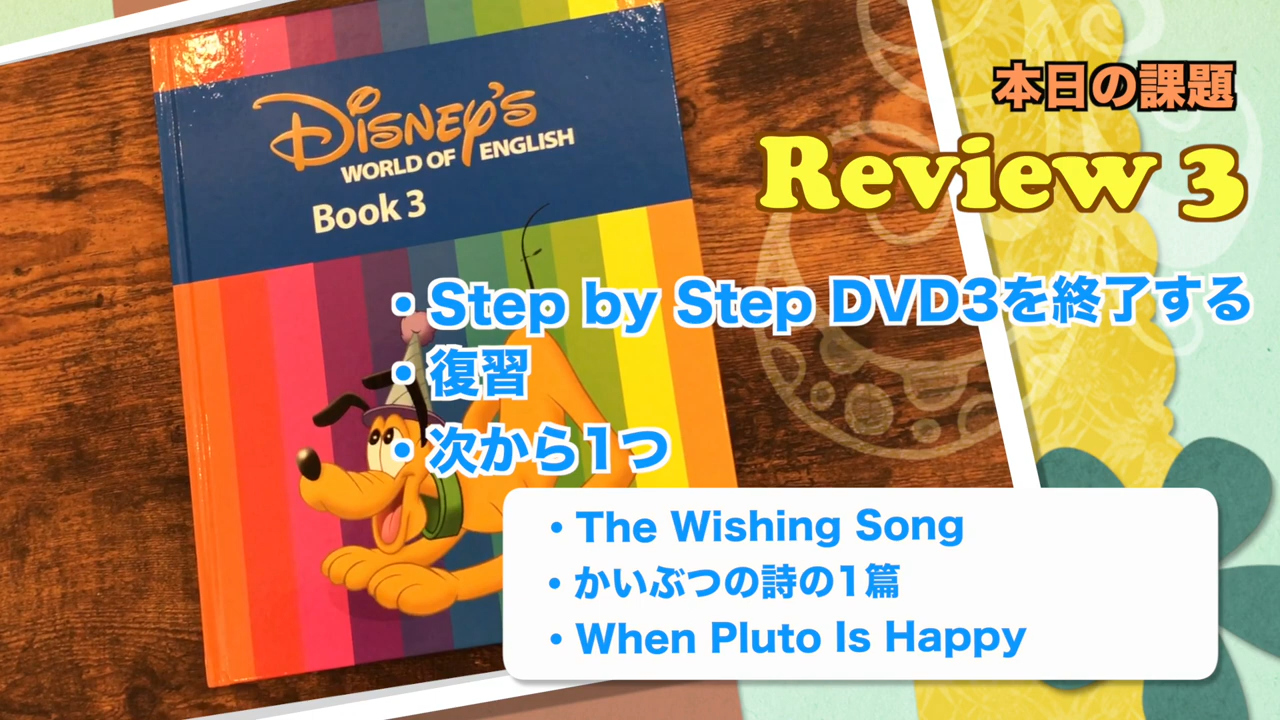 DISNEY'S
WORLD OF ENGLISH
Book 3
本日の課題
Review 3
・Step by Step DVD3を終了する
・復習
・次から1つ
・The Wishing Song
・かいぶつの詩の1篇
・When Pluto Is Happy